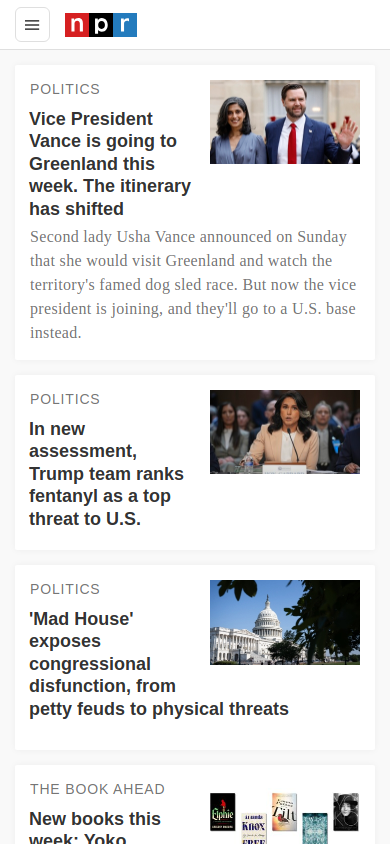 npr
POLITICS
Vice President
Vance is going to
Greenland this
week. The itinerary
has shifted
Second lady Usha Vance announced on Sunday
that she would visit Greenland and watch the
territory's famed dog sled race. But now the vice
president is joining, and they'll go to a U.S. base
instead.
POLITICS
In new
assessment,
Trump team ranks
fentanyl as a top
threat to U.S.
POLITICS
'Mad House'
exposes
congressional
disfunction, from
petty feuds to physical threats
THE BOOK AHEAD
New books this
week: Yoko
Elphie
Knox
FREE
Tilt